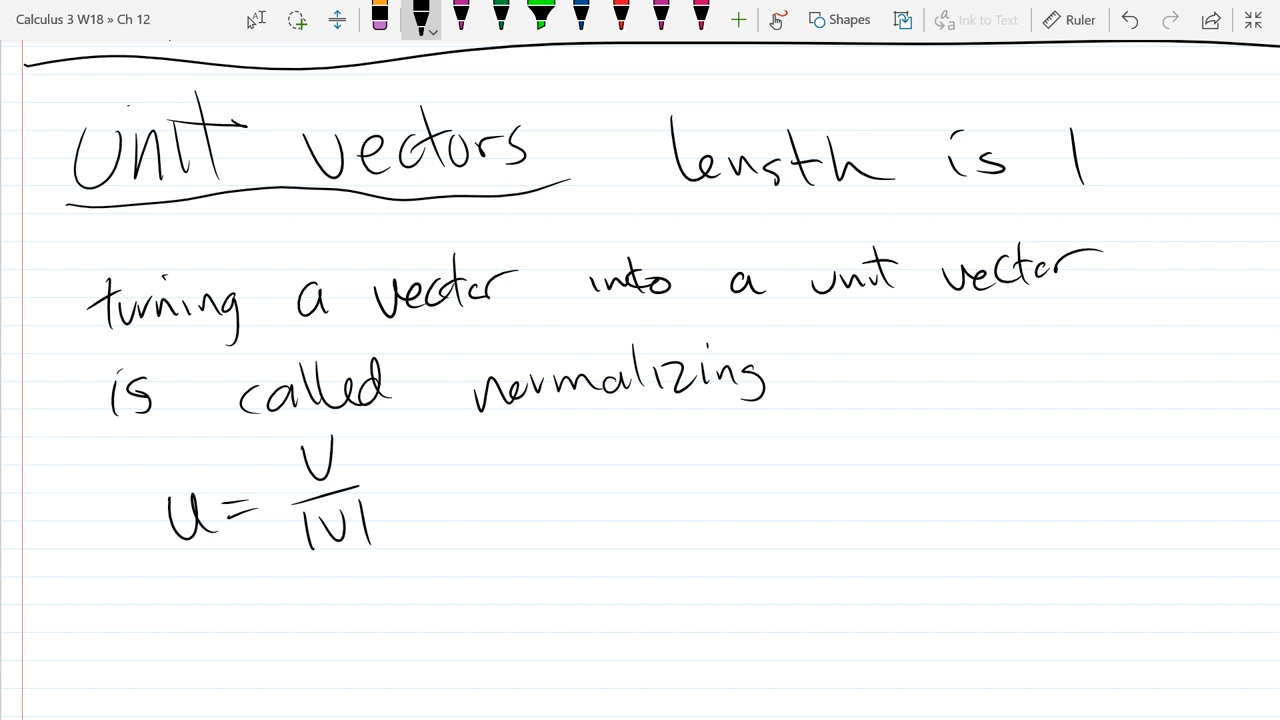 Calculus 3 W18 » Ch 12
Shapes
Ink to Text
Ruler
Unit vectors length is 1
turning a vector into a unit vector
is called normalizing
u = v
|v|